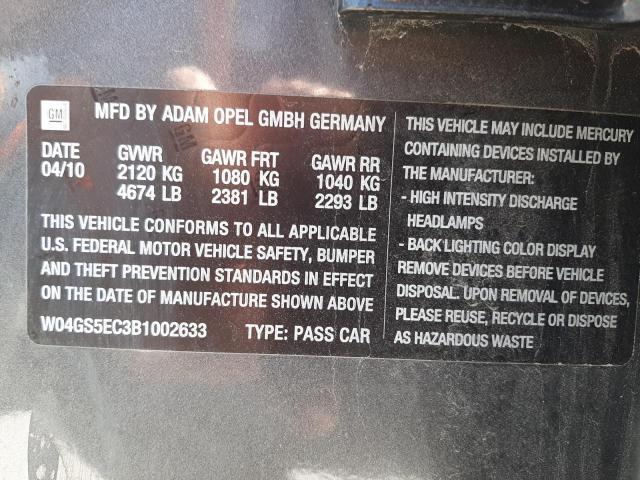 GM
MFD BY ADAM OPEL GMBH GERMANY
DATE GVWR GAWR FRT GAWR RR
04/10 2120 KG 1080 KG 1040 KG
4674 LB 2381 LB 2293 LB
THIS VEHICLE CONFORMS TO ALL APPLICABLE
U.S. FEDERAL MOTOR VEHICLE SAFETY, BUMPER
AND THEFT PREVENTION STANDARDS IN EFFECT
ON THE DATE OF MANUFACTURE SHOWN ABOVE
W04GS5EC3B1002633 TYPE: PASS CAR
THIS VEHICLE MAY INCLUDE MERCURY
CONTAINING DEVICES INSTALLED BY
THE MANUFACTURER:
- HIGH INTENSITY DISCHARGE
HEADLAMPS
- BACK LIGHTING COLOR DISPLAY
REMOVE DEVICES BEFORE VEHICLE
DISPOSAL. UPON REMOVAL OF DEVICES,
PLEASE REUSE, RECYCLE OR DISPOSE
AS HAZARDOUS WASTE